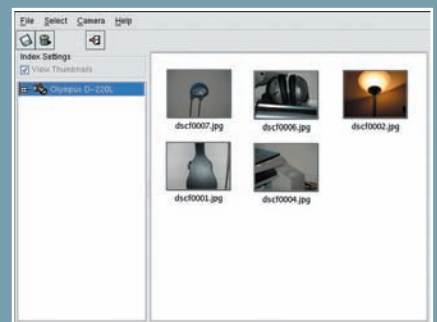 File Select Camera Help
Index Settings
View Thumbnails
Olympus D-220L
dscf0007.jpg dscf0006.jpg dscf0002.jpg
dscf0001.jpg dscf0004.jpg